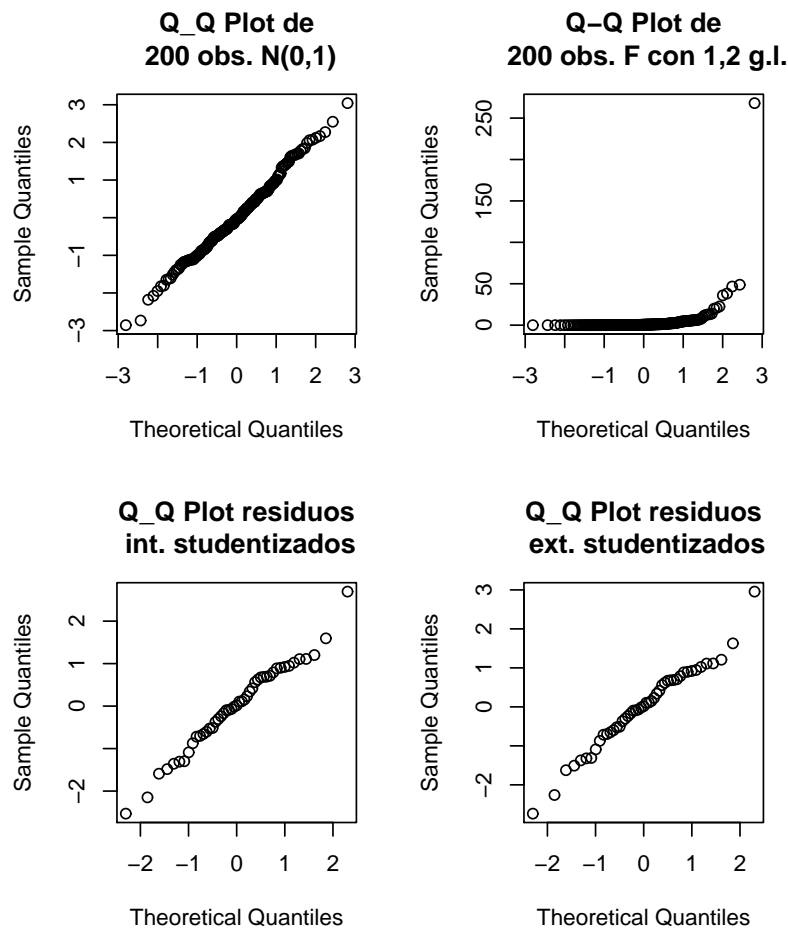 Q_Q Plot de
200 obs. N(0,1)
Sample Quantiles
3
2
1
−1
−3
−3
−1
0
1
2
3
Theoretical Quantiles
Q−Q Plot de
200 obs. F con 1,2 g.l.
Sample Quantiles
250
150
50
0
−3
−1
0
1
2
3
Theoretical Quantiles
Q_Q Plot residuos
int. studentizados
Sample Quantiles
2
1
0
−2
−2
−1
0
1
2
Theoretical Quantiles
Q_Q Plot residuos
ext. studentizados
Sample Quantiles
3
2
1
0
−2
−2
−1
0
1
2
Theoretical Quantiles